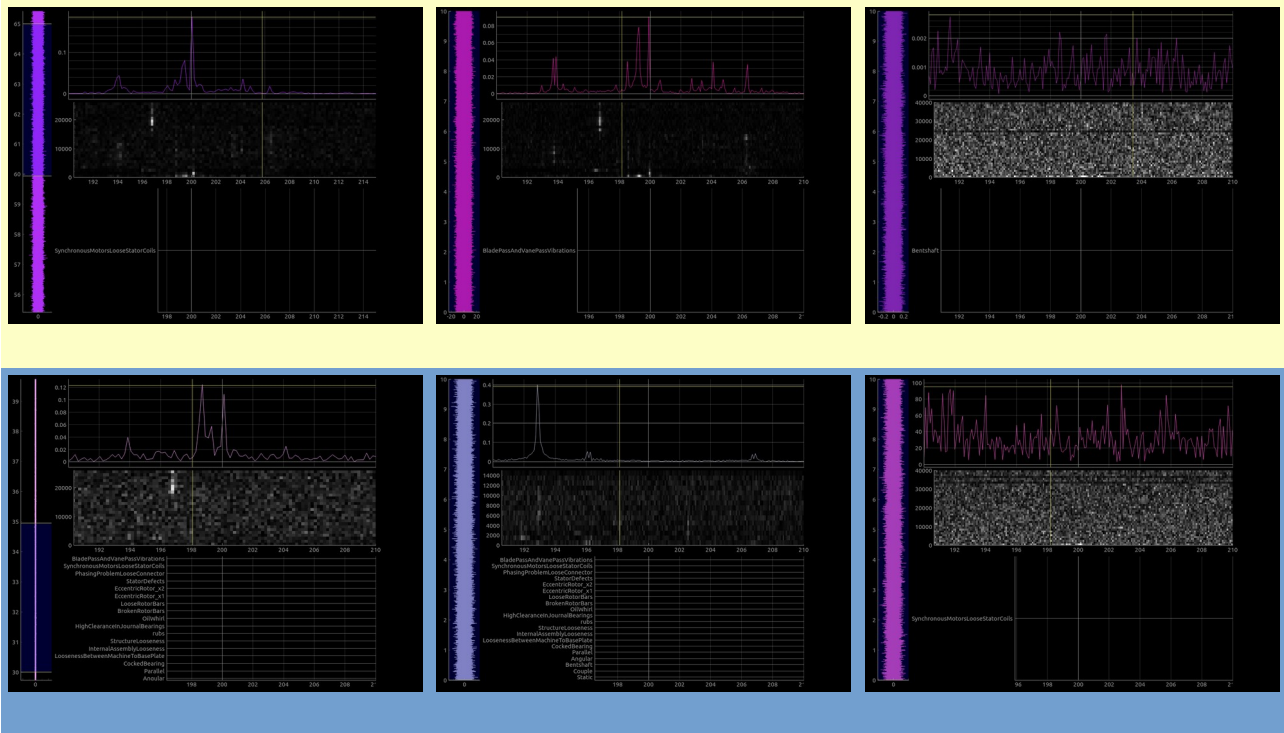 65
64
63
62
61
60
59
58
57
56
0
0.1
0
20000
10000
0
192 194 196 198 200 202 204 206 208 210 212 214
SynchronousMotorsLooseStatorCoils
198 200 202 204 206 208 210 212 214
10
9
8
7
6
5
4
3
2
1
0
-20 0 20
0.08
0.06
0.04
0.02
0
20000
10000
0
192 194 196 198 200 202 204 206 208 210
BladePassAndVanePassVibrations
196 198 200 202 204 206 208 2
10
9
8
7
6
5
4
3
2
1
0
-0.2 0 0.2
0.002
0.001
0
40000
30000
20000
10000
0
192 194 196 198 200 202 204 206 208 210
Bentshaft
192 194 196 198 200 202 204 206 208 21
39
38
37
36
35
34
33
32
31
30
0
0.12
0.1
0.08
0.06
0.04
0.02
0
20000
10000
0
192 194 196 198 200 202 204 206 208 210
BladePassAndVanePassVibrations
SynchronousMotorsLooseStatorCoils
PhasingProblemLooseConnector
StatorDefects
EccentricRotor_x2
EccentricRotor_x1
LooseRotorBars
BrokenRotorBars
OilWhirl
HighClearanceInJournalBearings
rubs
StructureLooseness
InternalAssemblyLooseness
LoosenessBetweenMachineToBasePlate
CockedBearing
Parallel
Angular
198 200 202 204 206 208 2
10
9
8
7
6
5
4
3
2
1
0
0
0.4
0.3
0.2
0.1
0
14000
12000
10000
8000
6000
4000
2000
0
192 194 196 198 200 202 204 206 208 210
BladePassAndVanePassVibrations
SynchronousMotorsLooseStatorCoils
PhasingProblemLooseConnector
StatorDefects
EccentricRotor_x2
EccentricRotor_x1
LooseRotorBars
BrokenRotorBars
OilWhirl
HighClearanceInJournalBearings
rubs
StructureLooseness
InternalAssemblyLooseness
LoosenessBetweenMachineToBasePlate
CockedBearing
Parallel
Angular
Bentshaft
Couple
Static
198 200 202 204 206 208 2
10
9
8
7
6
5
4
3
2
1
0
0
100
80
60
40
20
0
40000
30000
20000
10000
0
192 194 196 198 200 202 204 206 208 210
SynchronousMotorsLooseStatorCoils
96 198 200 202 204 206 208 2